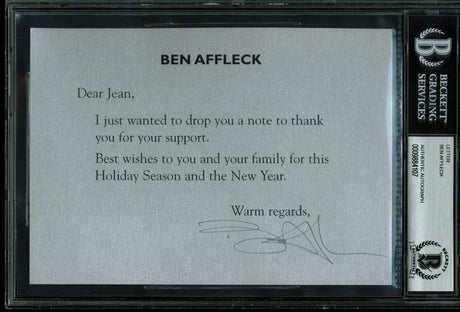 BEN AFFLECK
Dear Jean,
I just wanted to drop you a note to thank
you for your support.
Best wishes to you and your family for this
Holiday Season and the New Year.
Warm regards,
BECKETT
GRADING
SERVICES
LETTER
BEN AFFLECK
AUTHENTIC AUTOGRAPH
BECKETT